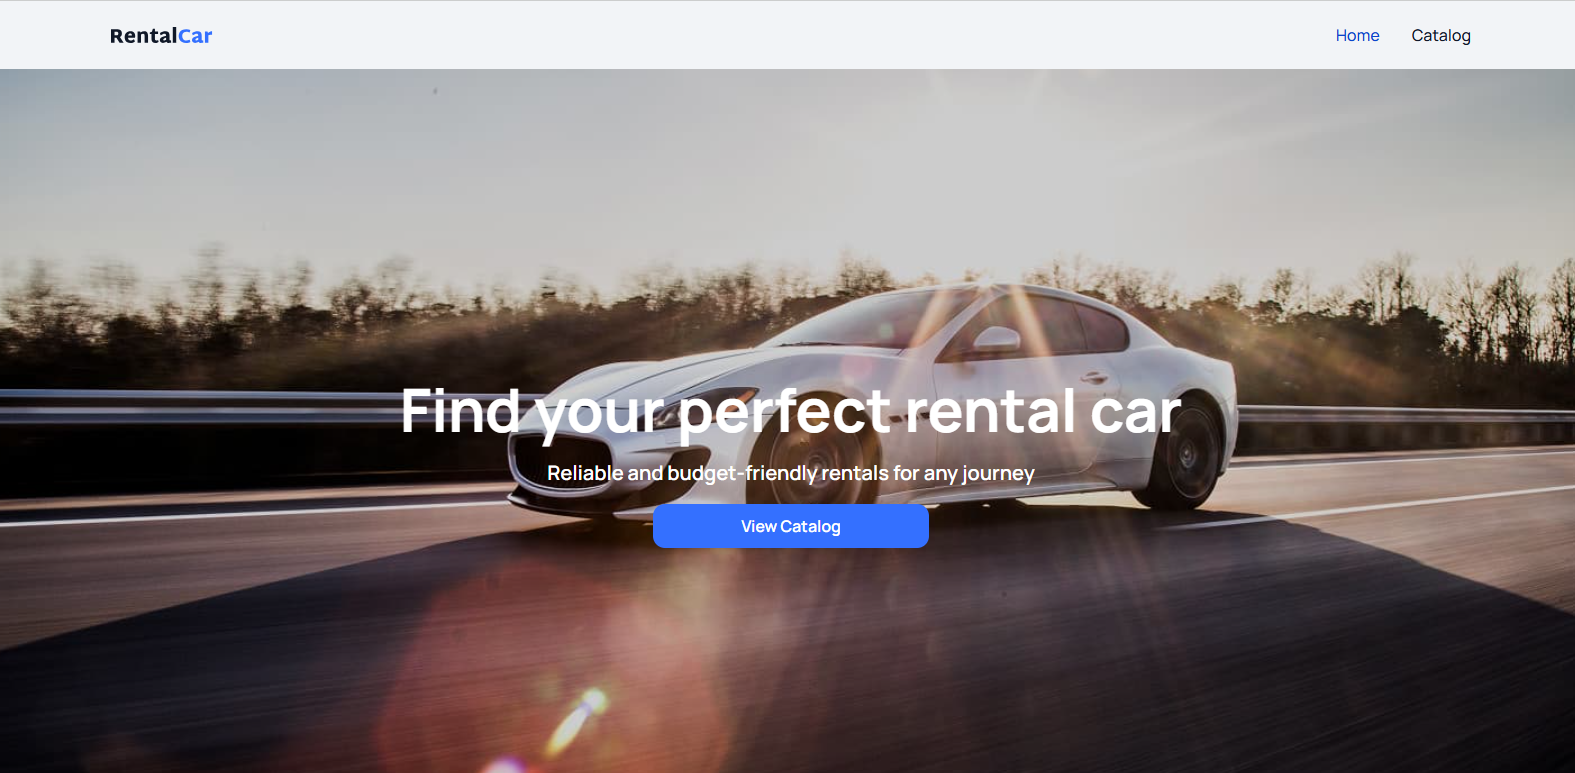 RentalCar
Home Catalog
Find your perfect rental car
Reliable and budget-friendly rentals for any journey
View Catalog